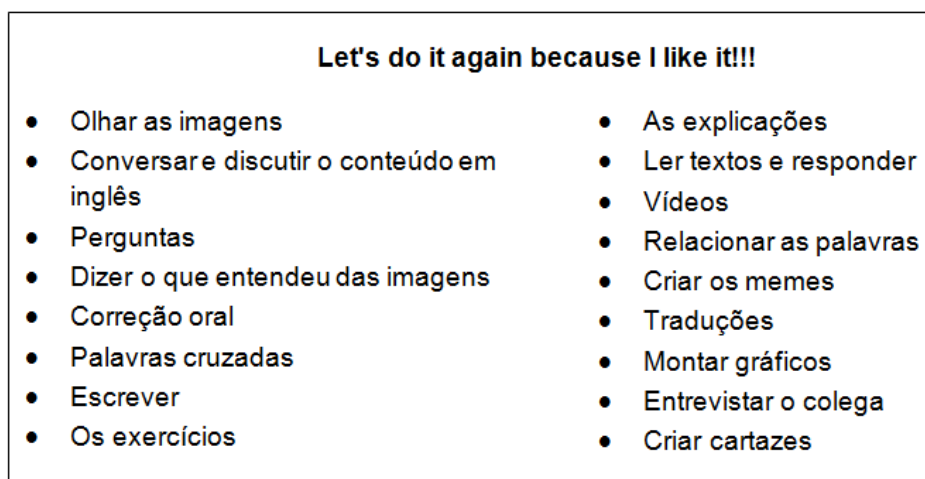 Let's do it again because I like it!!!
● Olhar as imagens
● Conversar e discutir o conteúdo em
inglês
● Perguntas
● Dizer o que entendeu das imagens
● Correção oral
● Palavras cruzadas
● Escrever
● Os exercícios
● As explicações
● Ler textos e responder
● Vídeos
● Relacionar as palavras
● Criar os memes
● Traduções
● Montar gráficos
● Entrevistar o colega
● Criar cartazes